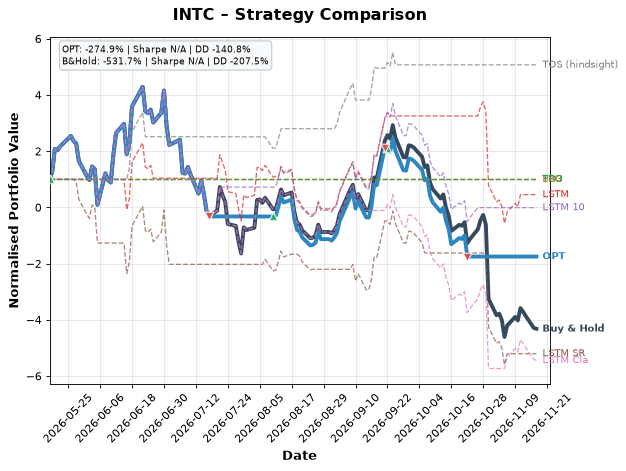 INTC – Strategy Comparison
OPT: -274.9% | Sharpe N/A | DD -140.8%
B&Hold: -531.7% | Sharpe N/A | DD -207.5%
Normalised Portfolio Value
6
4
2
0
−2
−4
−6
TOS (hindsight)
LSTM
LSTM 10
OPT
Buy & Hold
LSTM SR
LSTM Cla
2026-05-25
2026-06-06
2026-06-18
2026-06-30
2026-07-12
2026-07-24
2026-08-05
2026-08-17
2026-08-29
2026-09-10
2026-09-22
2026-10-04
2026-10-16
2026-10-28
2026-11-09
2026-11-21
Date